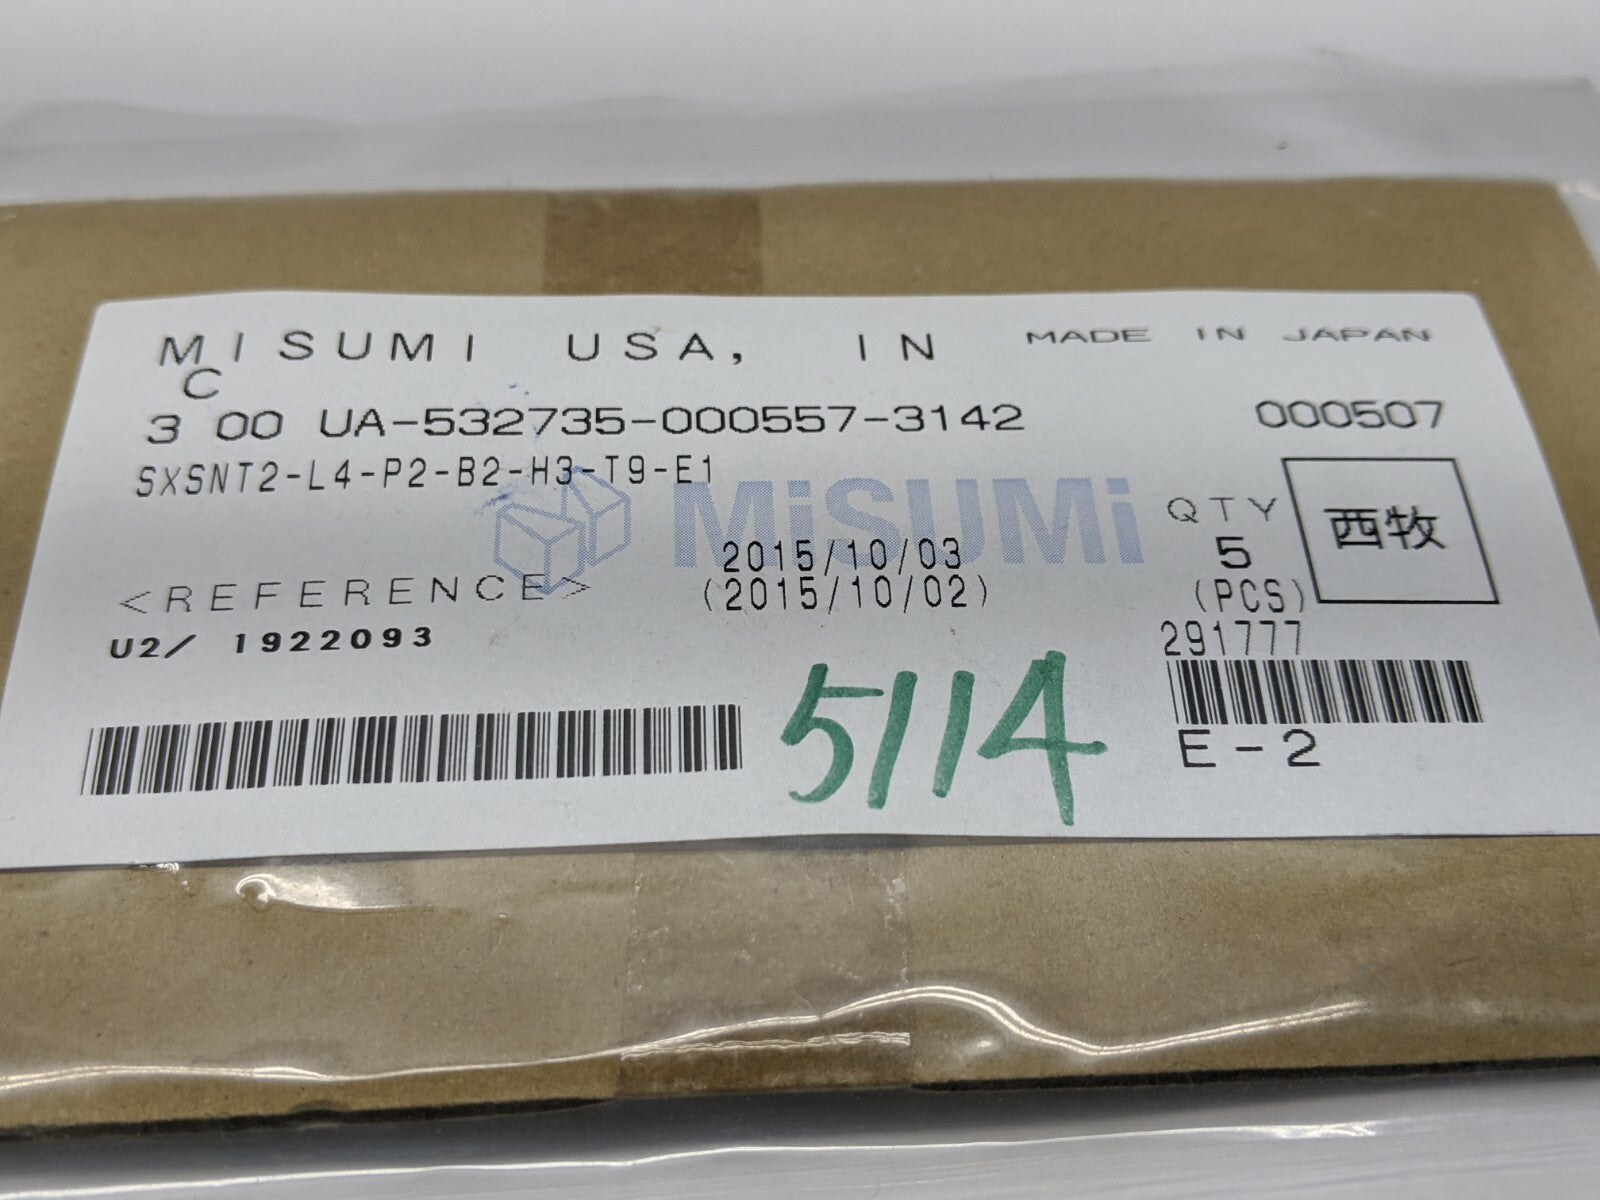 MISUMI USA, IN
C
MADE IN JAPAN
3 00 UA-532735-000557-3142
000507
SXSNT2-L4-P2-B2-H3-T9-E1
MiSUMi
QTY
5
(PCS)
西牧
2015/10/03
(2015/10/02)
<REFERENCE>
U2/ 1922093
291777
5114
E-2